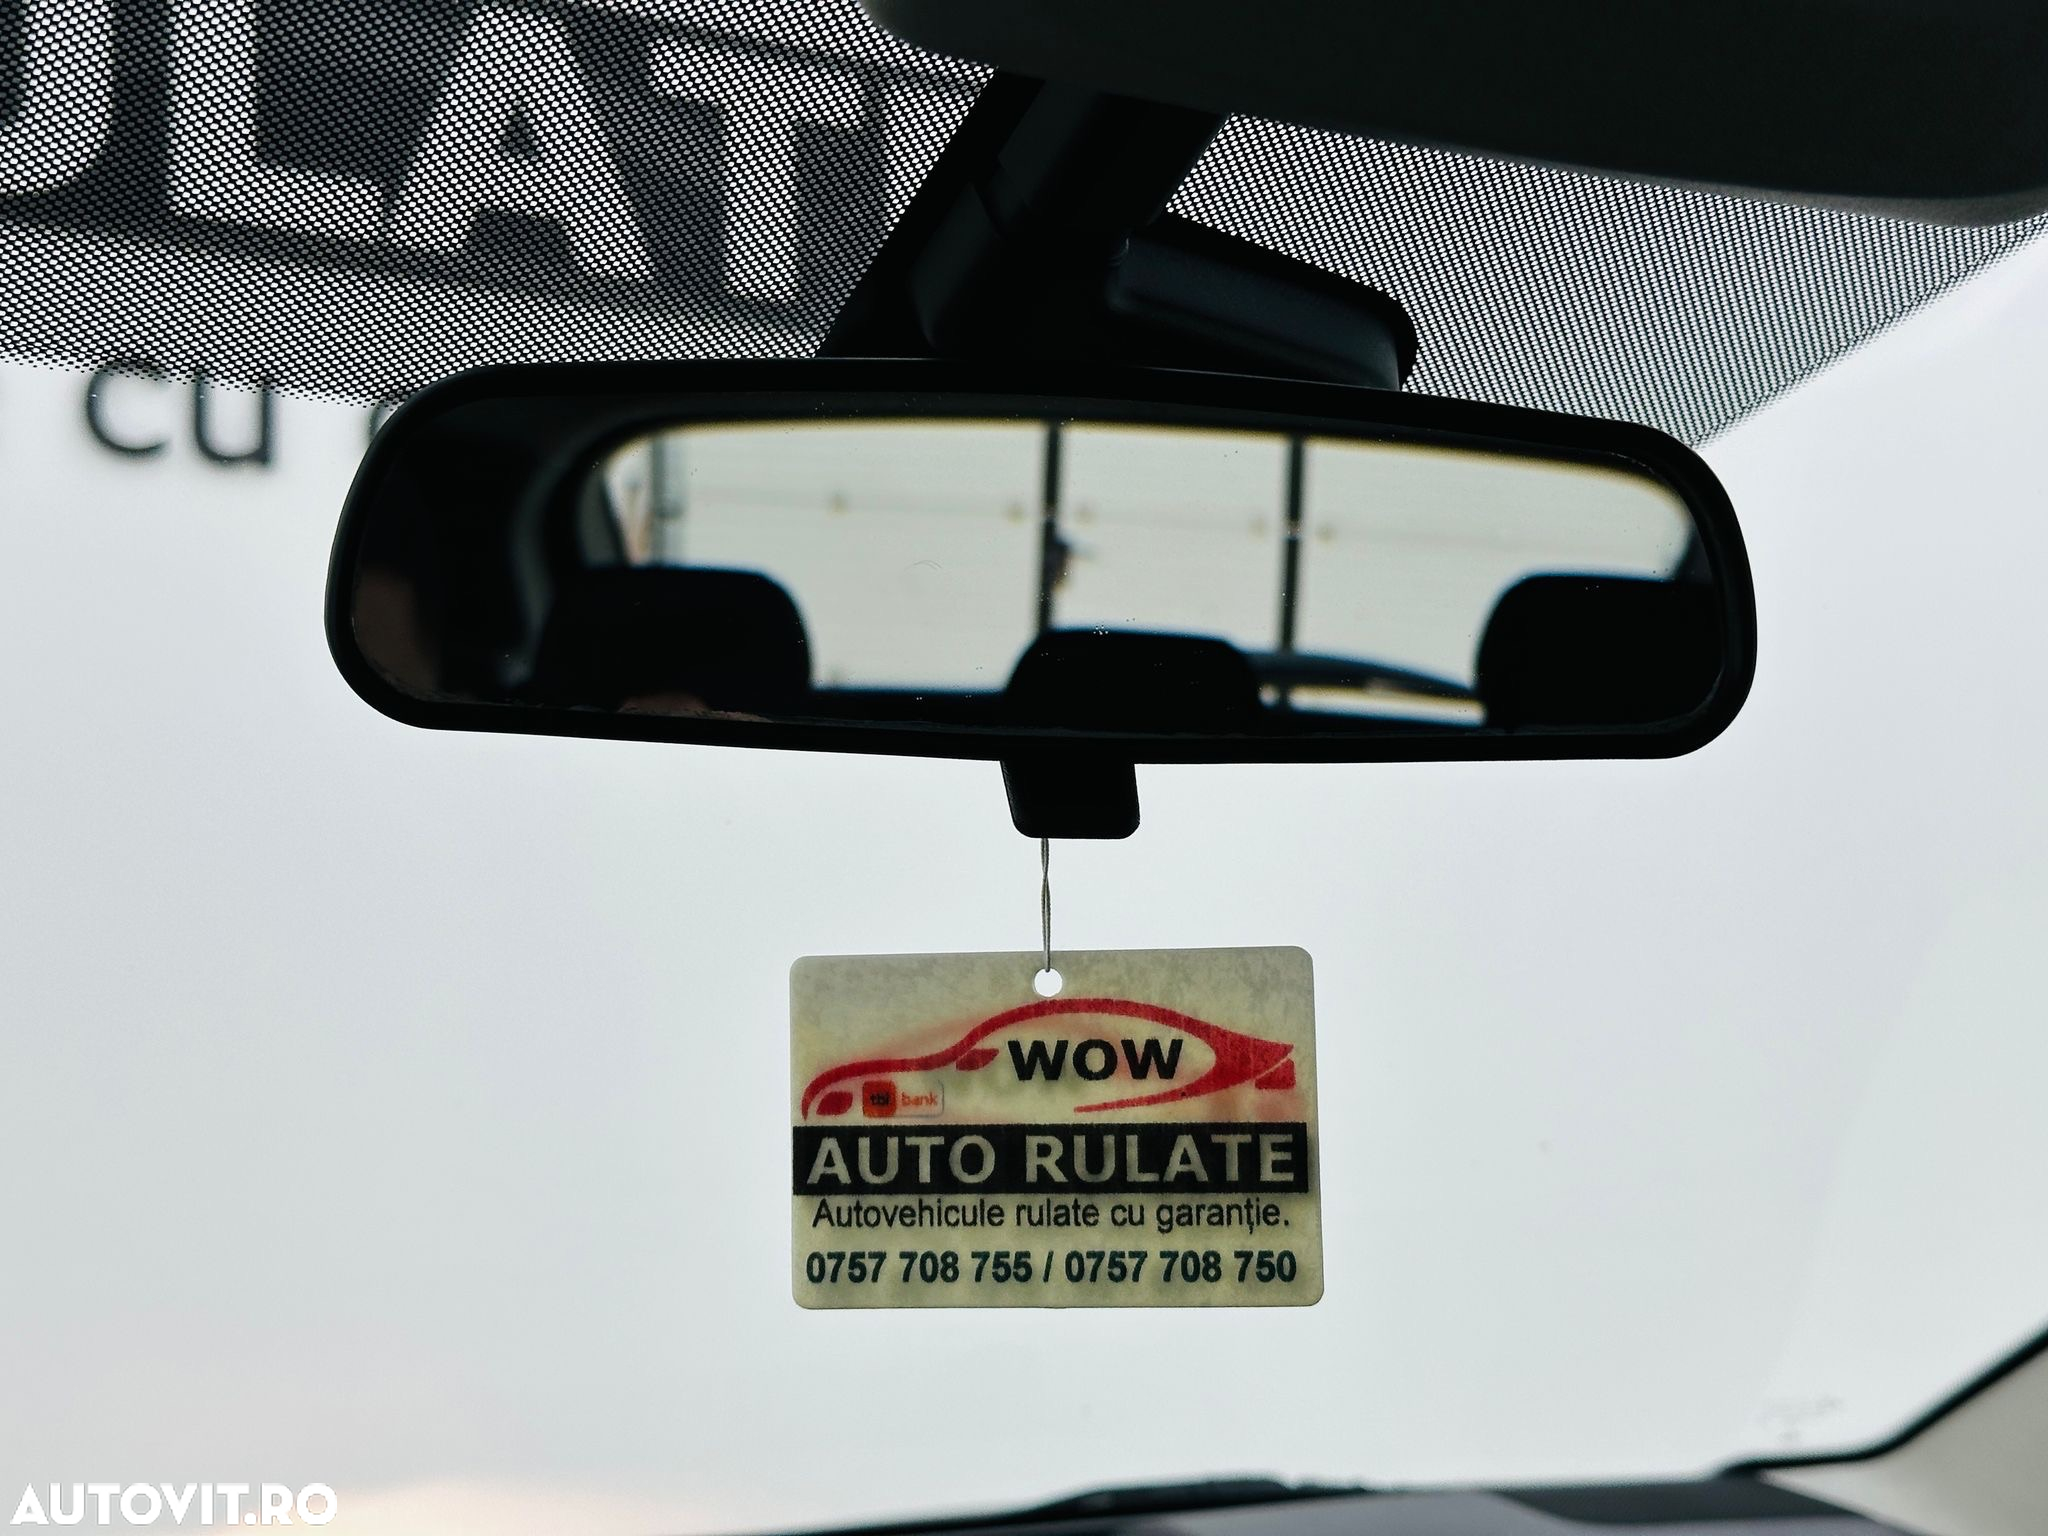 ULAT
cu
WOW
tbi bank
AUTO RULATE
Autovehicule rulate cu garanție.
0757 708 755 / 0757 708 750
AUTOVIT.RO